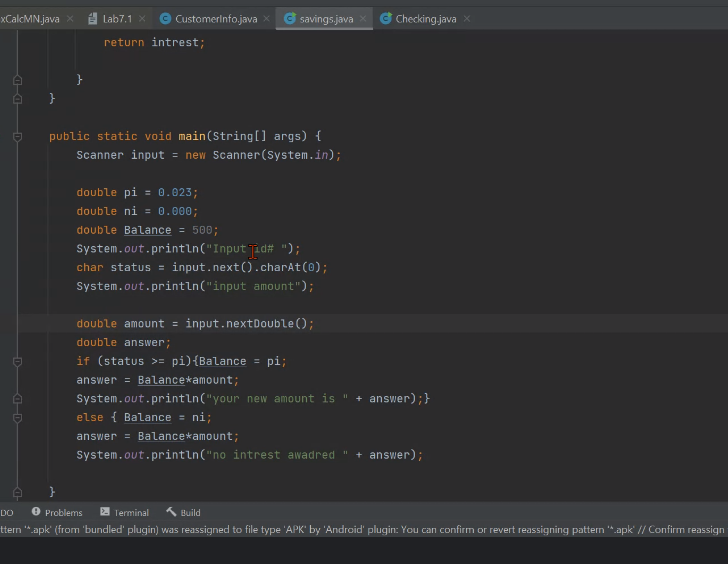 xCalcMN.java Lab7.1 CustomerInfo.java savings.java Checking.java
return intrest;
}
}
public static void main(String[] args) {
Scanner input = new Scanner(System.in);
double pi = 0.023;
double ni = 0.000;
double Balance = 500;
System.out.println("Input id# ");
char status = input.next().charAt(0);
System.out.println("input amount");
double amount = input.nextDouble();
double answer;
if (status >= pi){Balance = pi;
answer = Balance*amount;
System.out.println("your new amount is " + answer);}
else { Balance = ni;
answer = Balance*amount;
System.out.println("no intrest awadred " + answer);
}
DO Problems Terminal Build
ttern '*.apk' (from 'bundled' plugin) was reassigned to file type 'APK' by 'Android' plugin: You can confirm or revert reassigning pattern '*.apk' // Confirm reassign